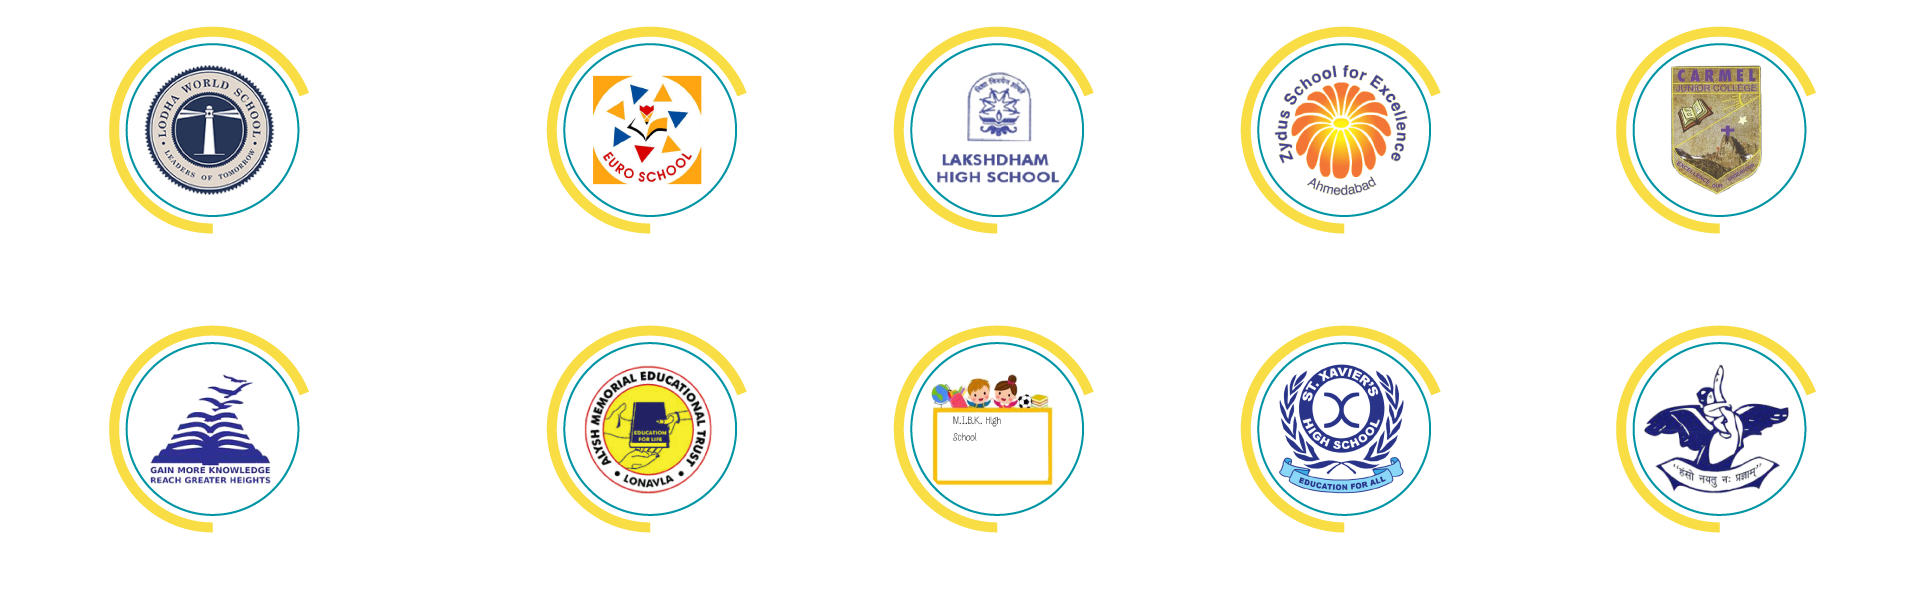 LODHA WORLD SCHOOL
LEADERS OF TOMORROW
EURO SCHOOL
LAKSHDHAM
HIGH SCHOOL
Zydus School for Excellence
Ahmedabad
CARMEL
JUNIOR COLLEGE
GAIN MORE KNOWLEDGE
REACH GREATER HEIGHTS
ALYSH MEMORIAL EDUCATIONAL TRUST
EDUCATION
FOR LIFE
LONAVLA
M.I.B.K. High
School
ST. XAVIER'S
HIGH SCHOOL
EDUCATION FOR ALL
"हंसो नयतु नः प्रज्ञाम्"